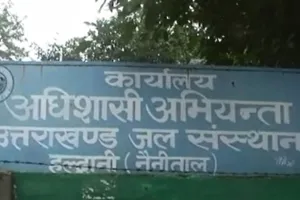 कार्यालय
अधिशासी अभियन्ता
उत्तराखण्ड जल संस्थान
हल्द्वानी (नैनीताल)